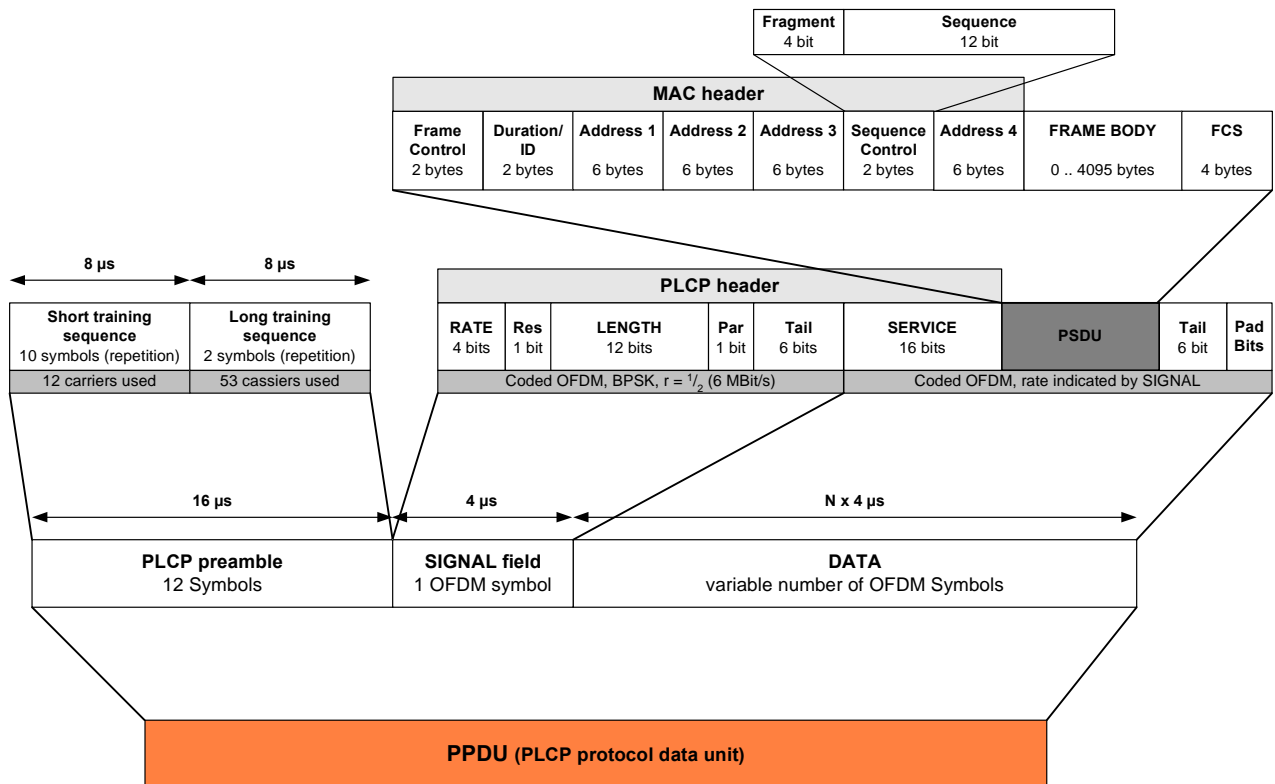 Fragment Sequence
4 bit 12 bit
MAC header
Frame Duration/ Address 1 Address 2 Address 3 Sequence Address 4 FRAME BODY FCS
Control ID Control
2 bytes 2 bytes 6 bytes 6 bytes 6 bytes 2 bytes 6 bytes 0 .. 4095 bytes 4 bytes
8 µs 8 µs
PLCP header
Short training Long training
sequence sequence
10 symbols (repetition) 2 symbols (repetition)
12 carriers used 53 cassiers used
RATE Res LENGTH Par Tail SERVICE PSDU Tail Pad
4 bits 1 bit 12 bits 1 bit 6 bits 16 bits 6 bit Bits
Coded OFDM, BPSK, r = 1/2 (6 MBit/s) Coded OFDM, rate indicated by SIGNAL
16 µs 4 µs N x 4 µs
PLCP preamble SIGNAL field DATA
12 Symbols 1 OFDM symbol variable number of OFDM Symbols
PPDU (PLCP protocol data unit)